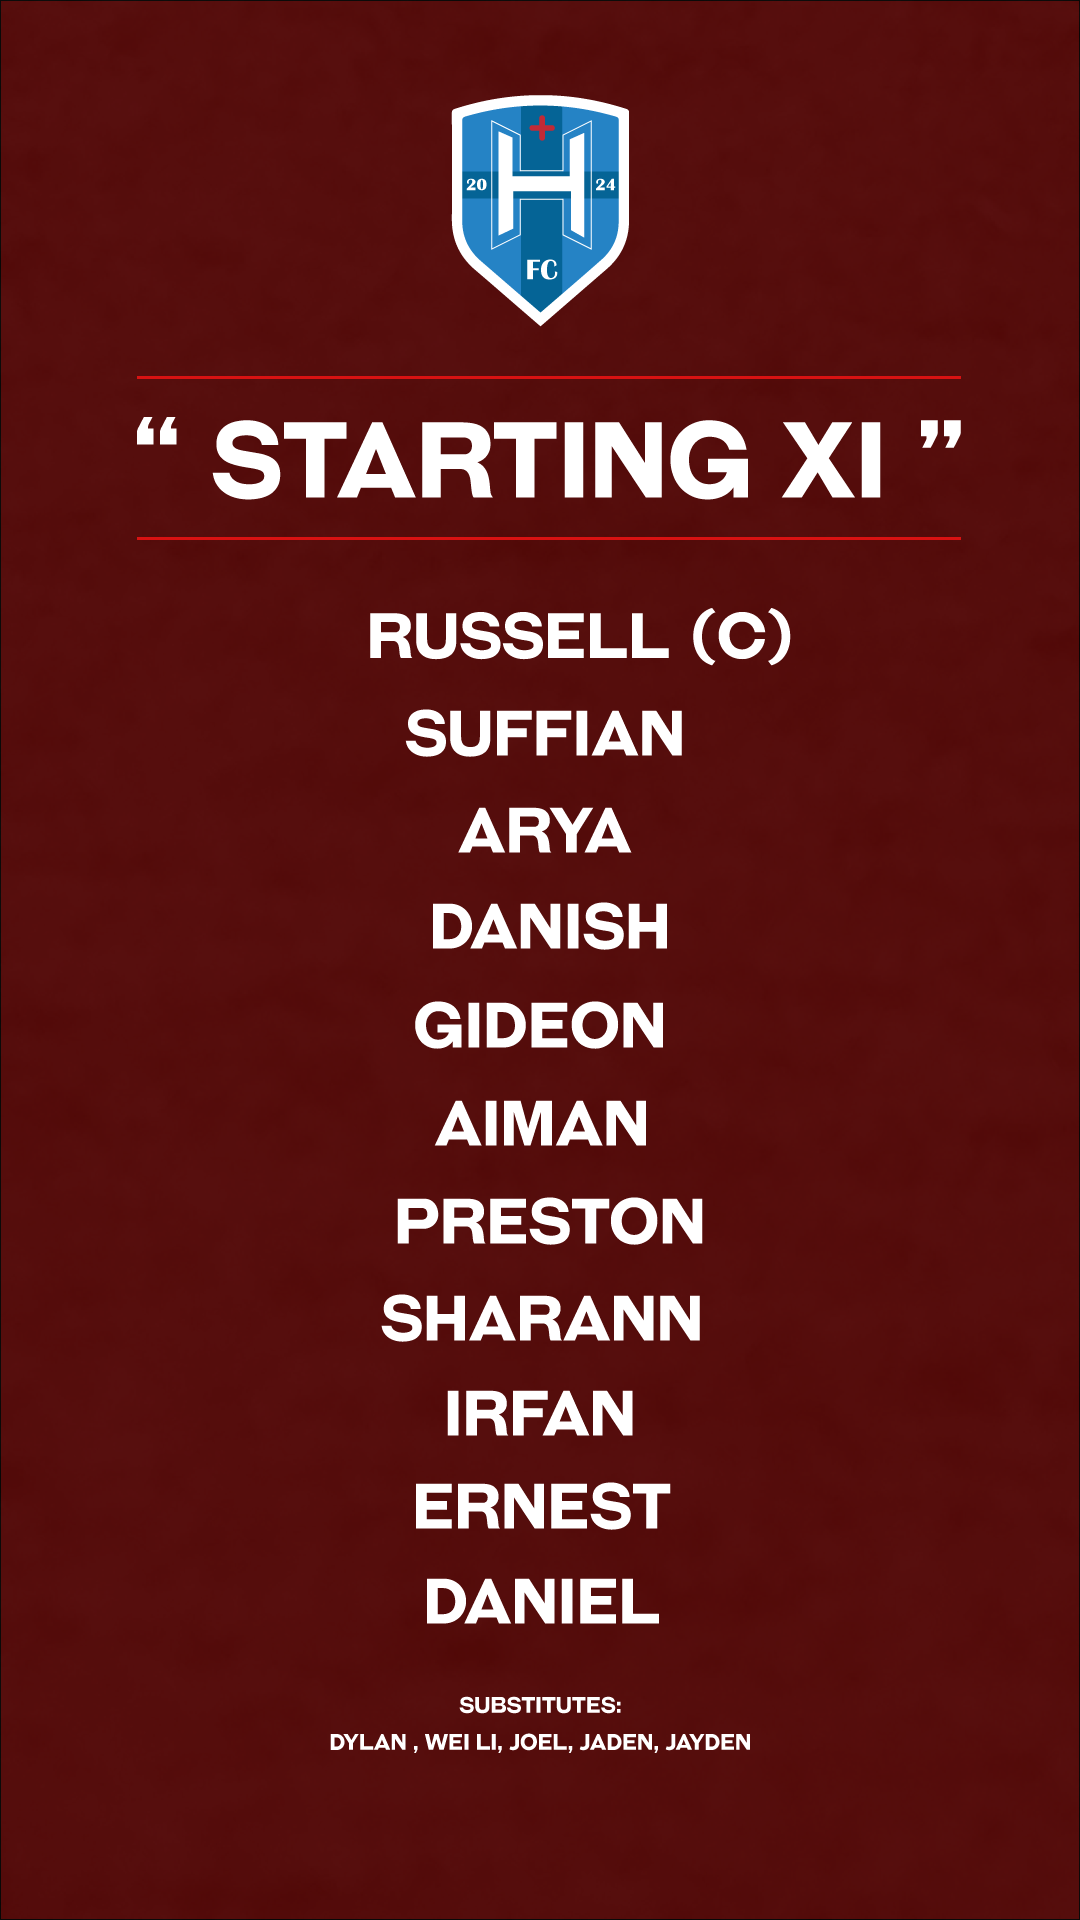 20 H 24
FC
“ STARTING XI ”
RUSSELL (C)
SUFFIAN
ARYA
DANISH
GIDEON
AIMAN
PRESTON
SHARANN
IRFAN
ERNEST
DANIEL
SUBSTITUTES:
DYLAN , WEI LI, JOEL, JADEN, JAYDEN